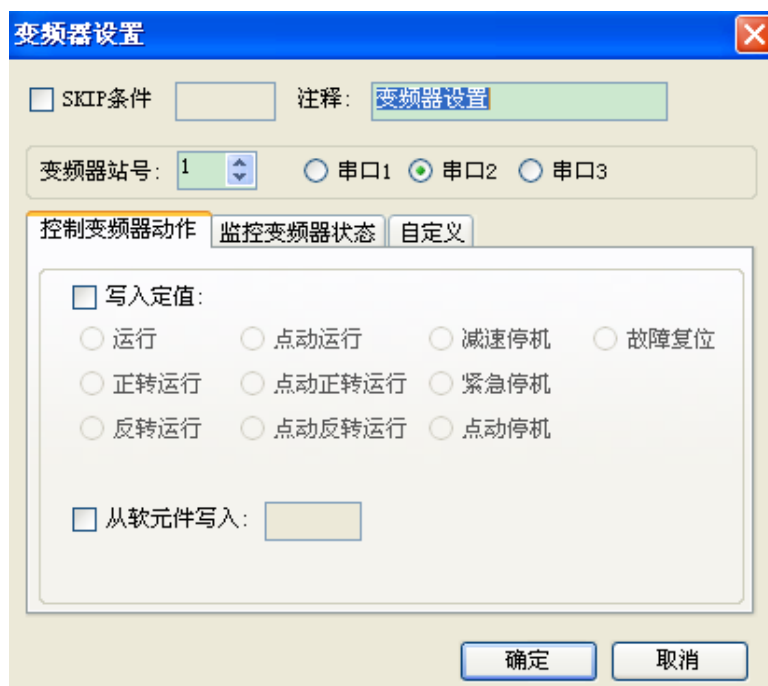 变频器设置
SKIP条件 注释: 变频器设置
变频器站号: 1 串口1 串口2 串口3
控制变频器动作 监控变频器状态 自定义
写入定值:
运行 点动运行 减速停机 故障复位
正转运行 点动正转运行 紧急停机
反转运行 点动反转运行 点动停机
从软元件写入:
确定 取消